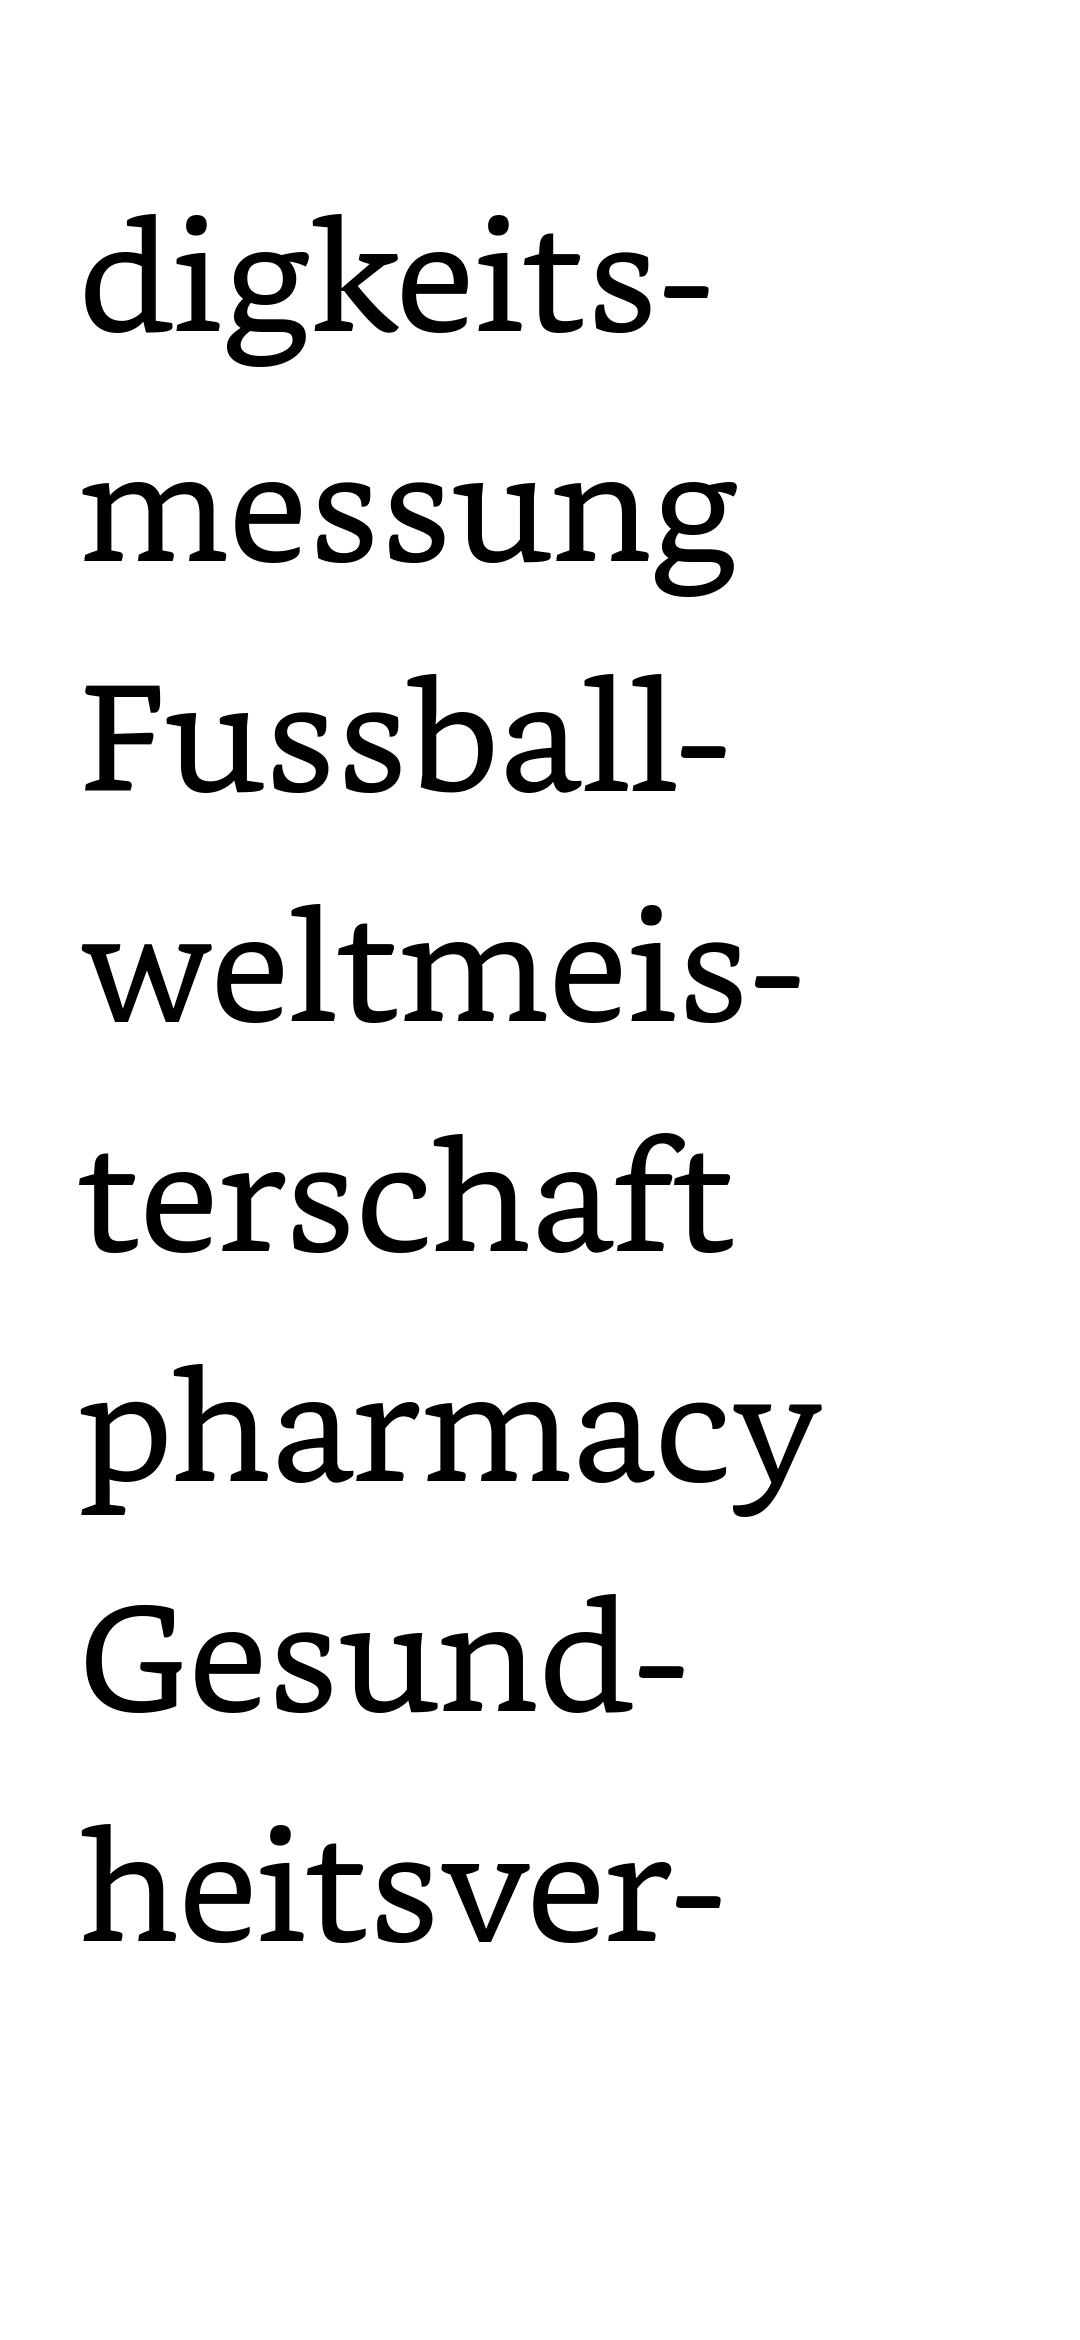 digkeits-
messung
Fussball-
weltmeis-
terschaft
pharmacy
Gesund-
heitsver-